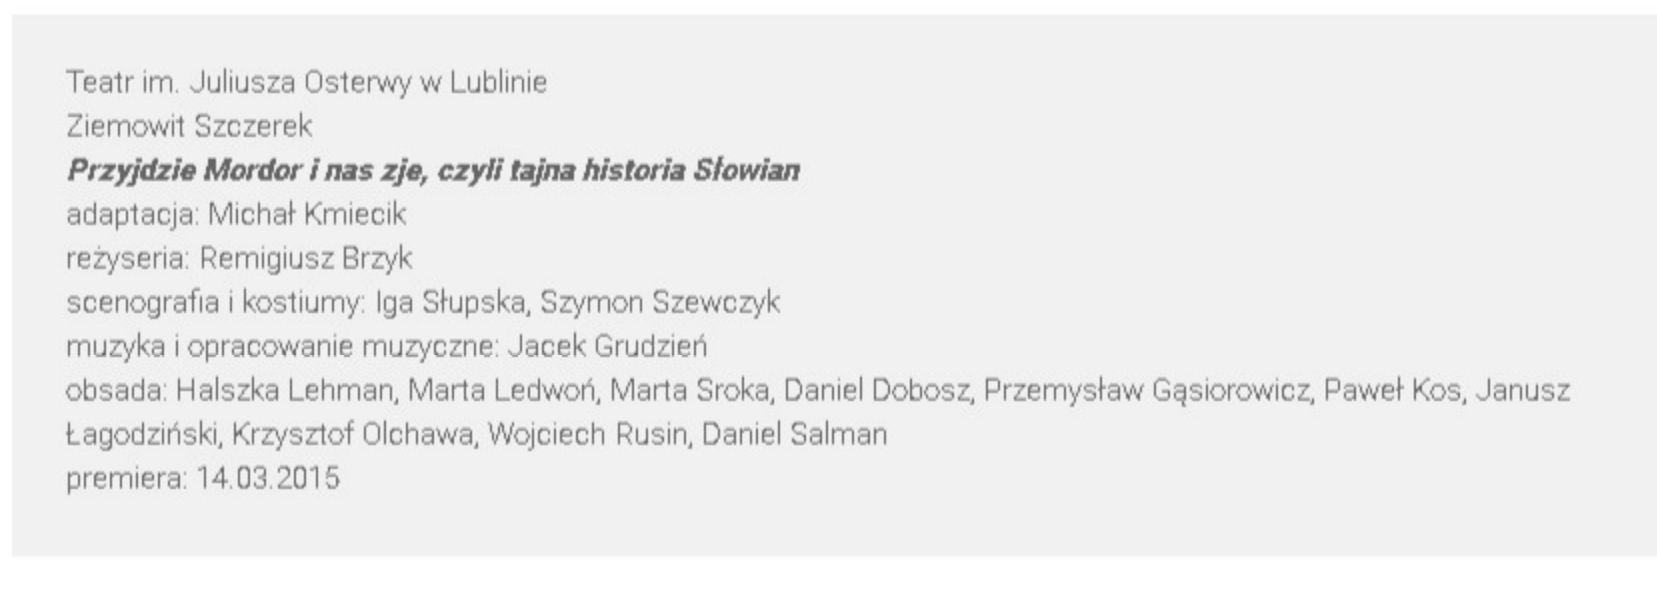 Teatr im. Juliusza Osterwy w Lublinie
Ziemowit Szczerek
Przyjdzie Mordor i nas zje, czyli tajna historia Słowian
adaptacja: Michał Kmiecik
reżyseria: Remigiusz Brzyk
scenografia i kostiumy: Iga Słupska, Szymon Szewczyk
muzyka i opracowanie muzyczne: Jacek Grudzień
obsada: Halszka Lehman, Marta Ledwoń, Marta Sroka, Daniel Dobosz, Przemysław Gąsiorowicz, Paweł Kos, Janusz
Łagodziński, Krzysztof Olchawa, Wojciech Rusin, Daniel Salman
premiera: 14.03.2015